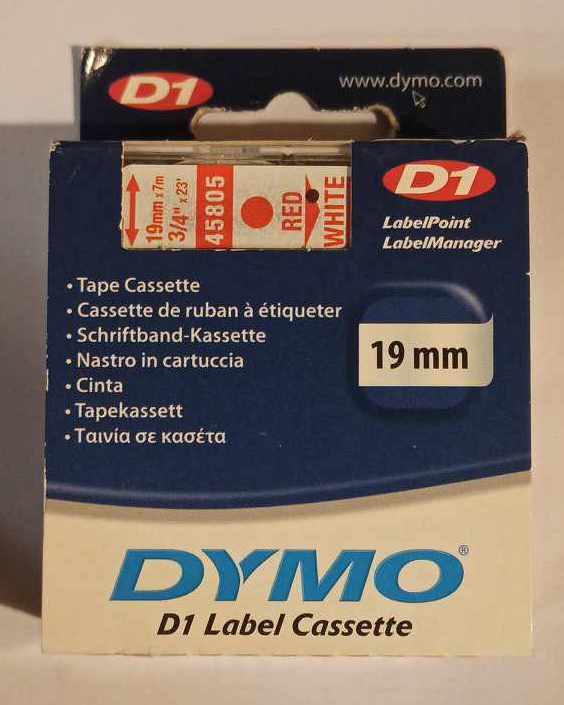 D1
www.dymo.com
19mm x 7m
3/4" x 23'
45805
RED
WHITE
D1
LabelPoint
LabelManager
• Tape Cassette
• Cassette de ruban à étiqueter
• Schriftband-Kassette
• Nastro in cartuccia
• Cinta
• Tapekassett
• Ταινία σε κασέτα
19 mm
DYMO®
D1 Label Cassette